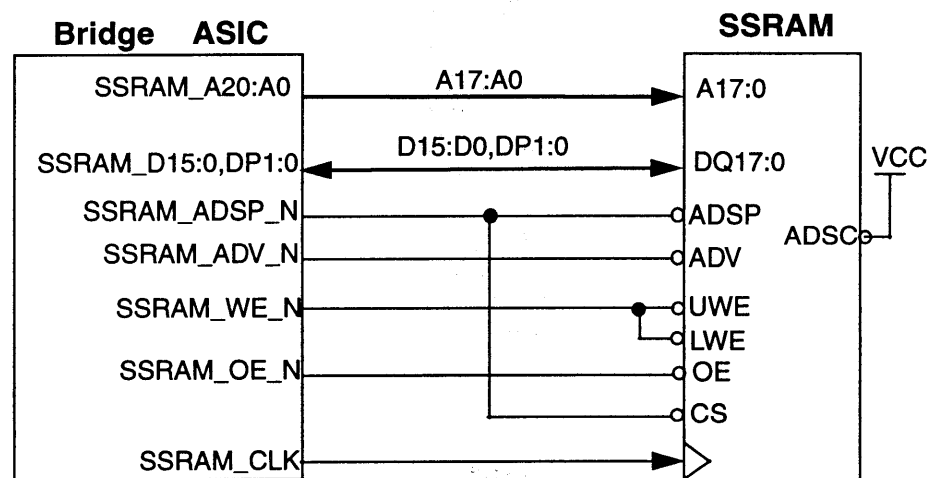 Bridge ASIC
SSRAM
SSRAM_A20:A0
A17:A0
A17:0
SSRAM_D15:0,DP1:0
D15:D0,DP1:0
DQ17:0
VCC
SSRAM_ADSP_N
ADSP
ADSC
SSRAM_ADV_N
ADV
SSRAM_WE_N
UWE
LWE
SSRAM_OE_N
OE
CS
SSRAM_CLK